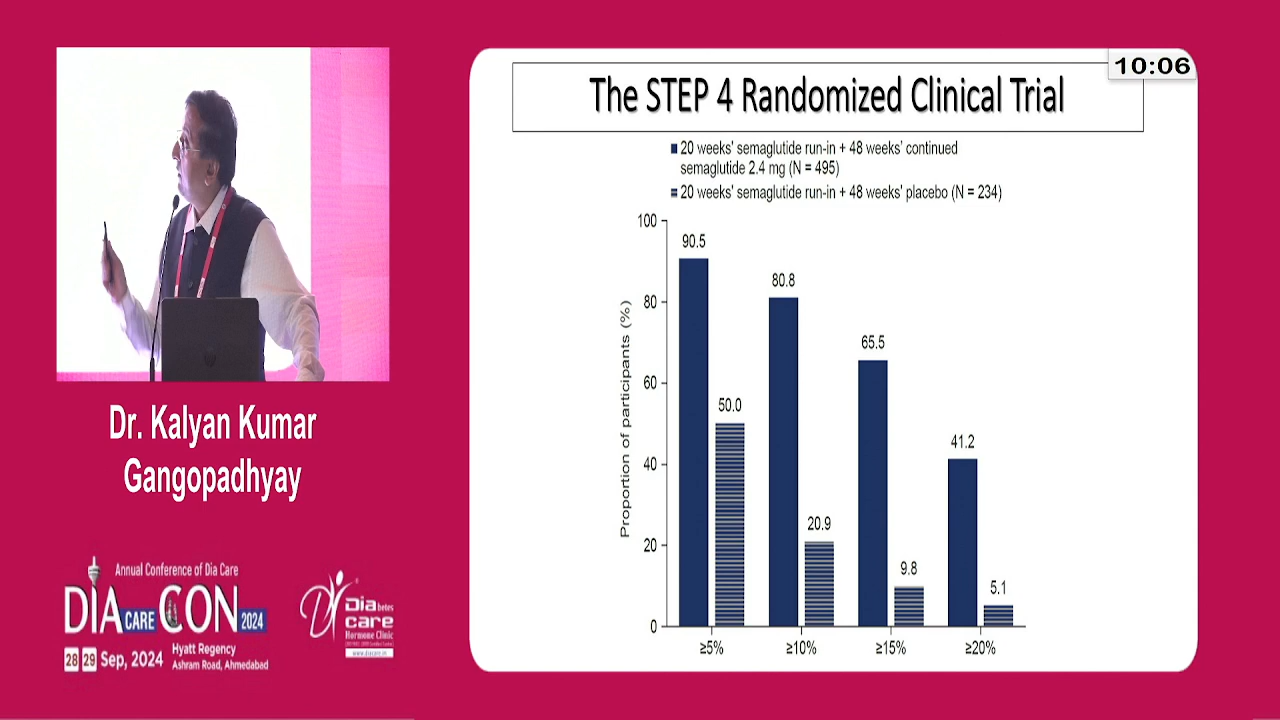 10:06
The STEP 4 Randomized Clinical Trial
20 weeks' semaglutide run-in + 48 weeks' continued
semaglutide 2.4 mg (N = 495)
20 weeks' semaglutide run-in + 48 weeks' placebo (N = 234)
Proportion of participants (%)
100
80
60
40
20
0
90.5
50.0
80.8
20.9
65.5
9.8
41.2
5.1
≥5%
≥10%
≥15%
≥20%
Dr. Kalyan Kumar
Gangopadhyay
Annual Conference of Dia Care
DIA CARE CON 2024
28 29 Sep, 2024
Hyatt Regency
Ashram Road, Ahmedabad
Diabetes
care
Hormone Clinic
www.diacare.in